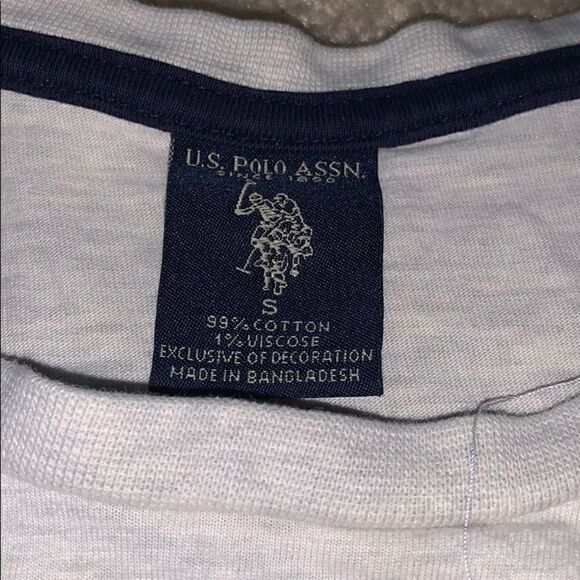 U.S. POLO ASSN.
SINCE 1890
S
99% COTTON
1% VISCOSE
EXCLUSIVE OF DECORATION
MADE IN BANGLADESH